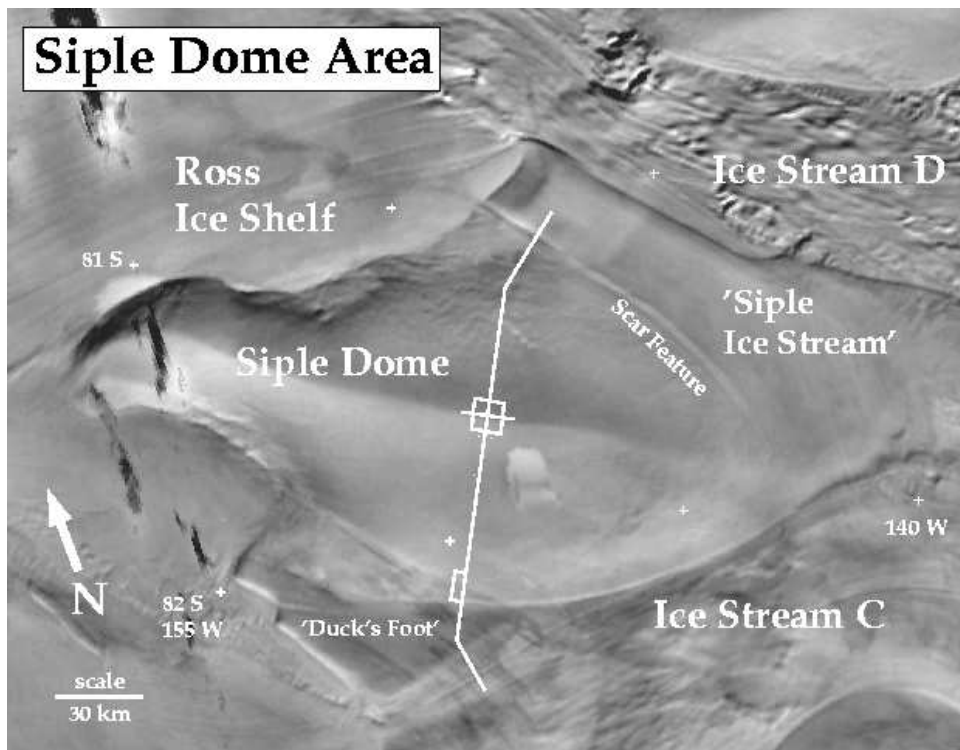 Siple Dome Area
Ross
Ice Shelf
Ice Stream D
81 S
'Siple
Ice Stream'
Scar Feature
Siple Dome
140 W
N
82 S
155 W
'Duck's Foot'
Ice Stream C
scale
30 km